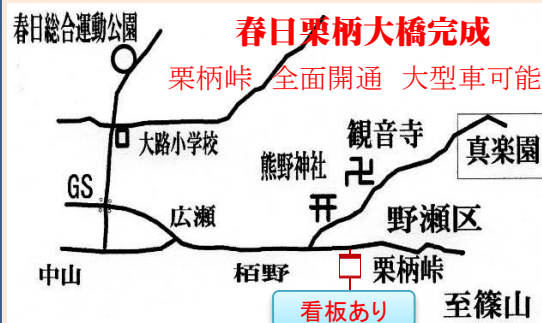 春日総合運動公園
春日栗柄大橋完成
栗柄峠 全面開通 大型車可能
大路小学校
観音寺
真楽園
熊野神社
GS
広瀬
野瀬区
中山
栢野
栗柄峠
看板あり
至篠山